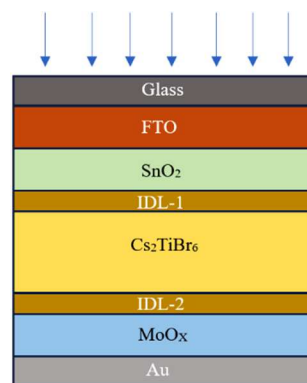 Glass
FTO
SnO₂
IDL-1
Cs₂TiBr₆
IDL-2
MoOₓ
Au